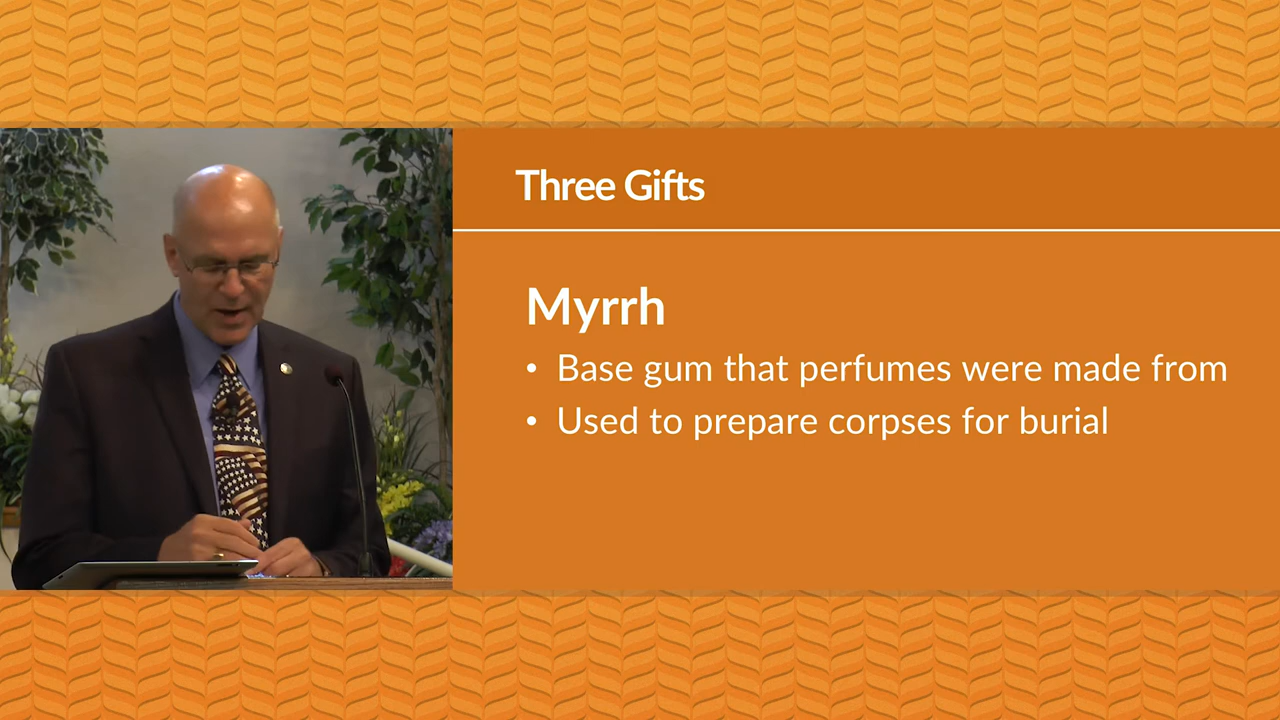 Three Gifts
Myrrh
• Base gum that perfumes were made from
• Used to prepare corpses for burial